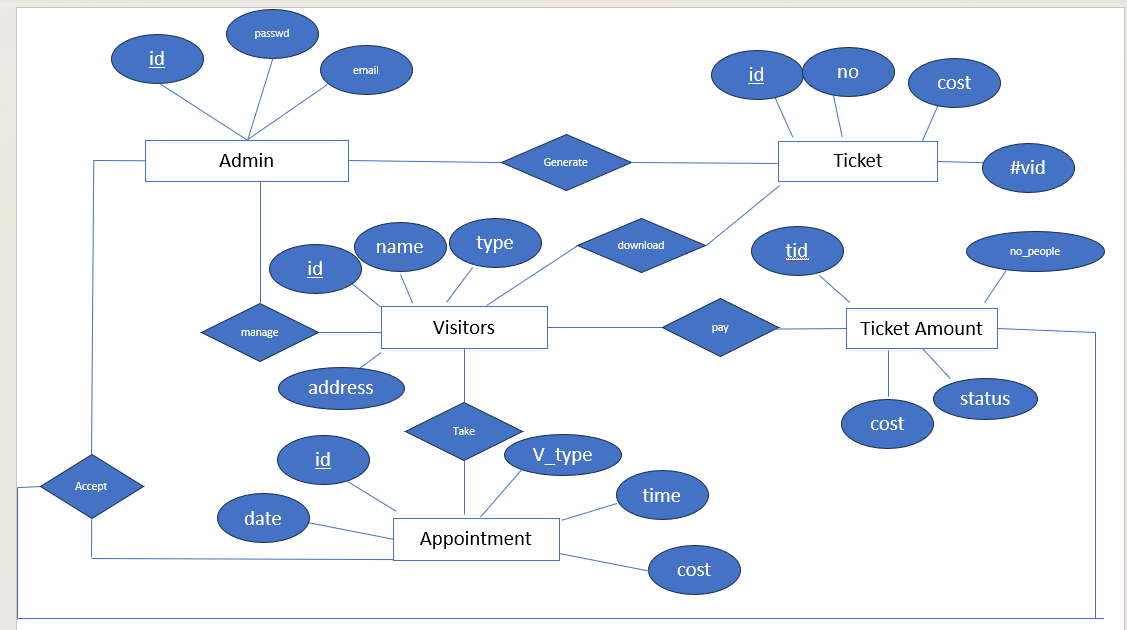 passwd
id
email
id
no
cost
Admin
Generate
Ticket
#vid
name
type
download
id
tid
no_people
manage
Visitors
pay
Ticket Amount
address
status
cost
Take
id
V_type
Accept
date
time
Appointment
cost